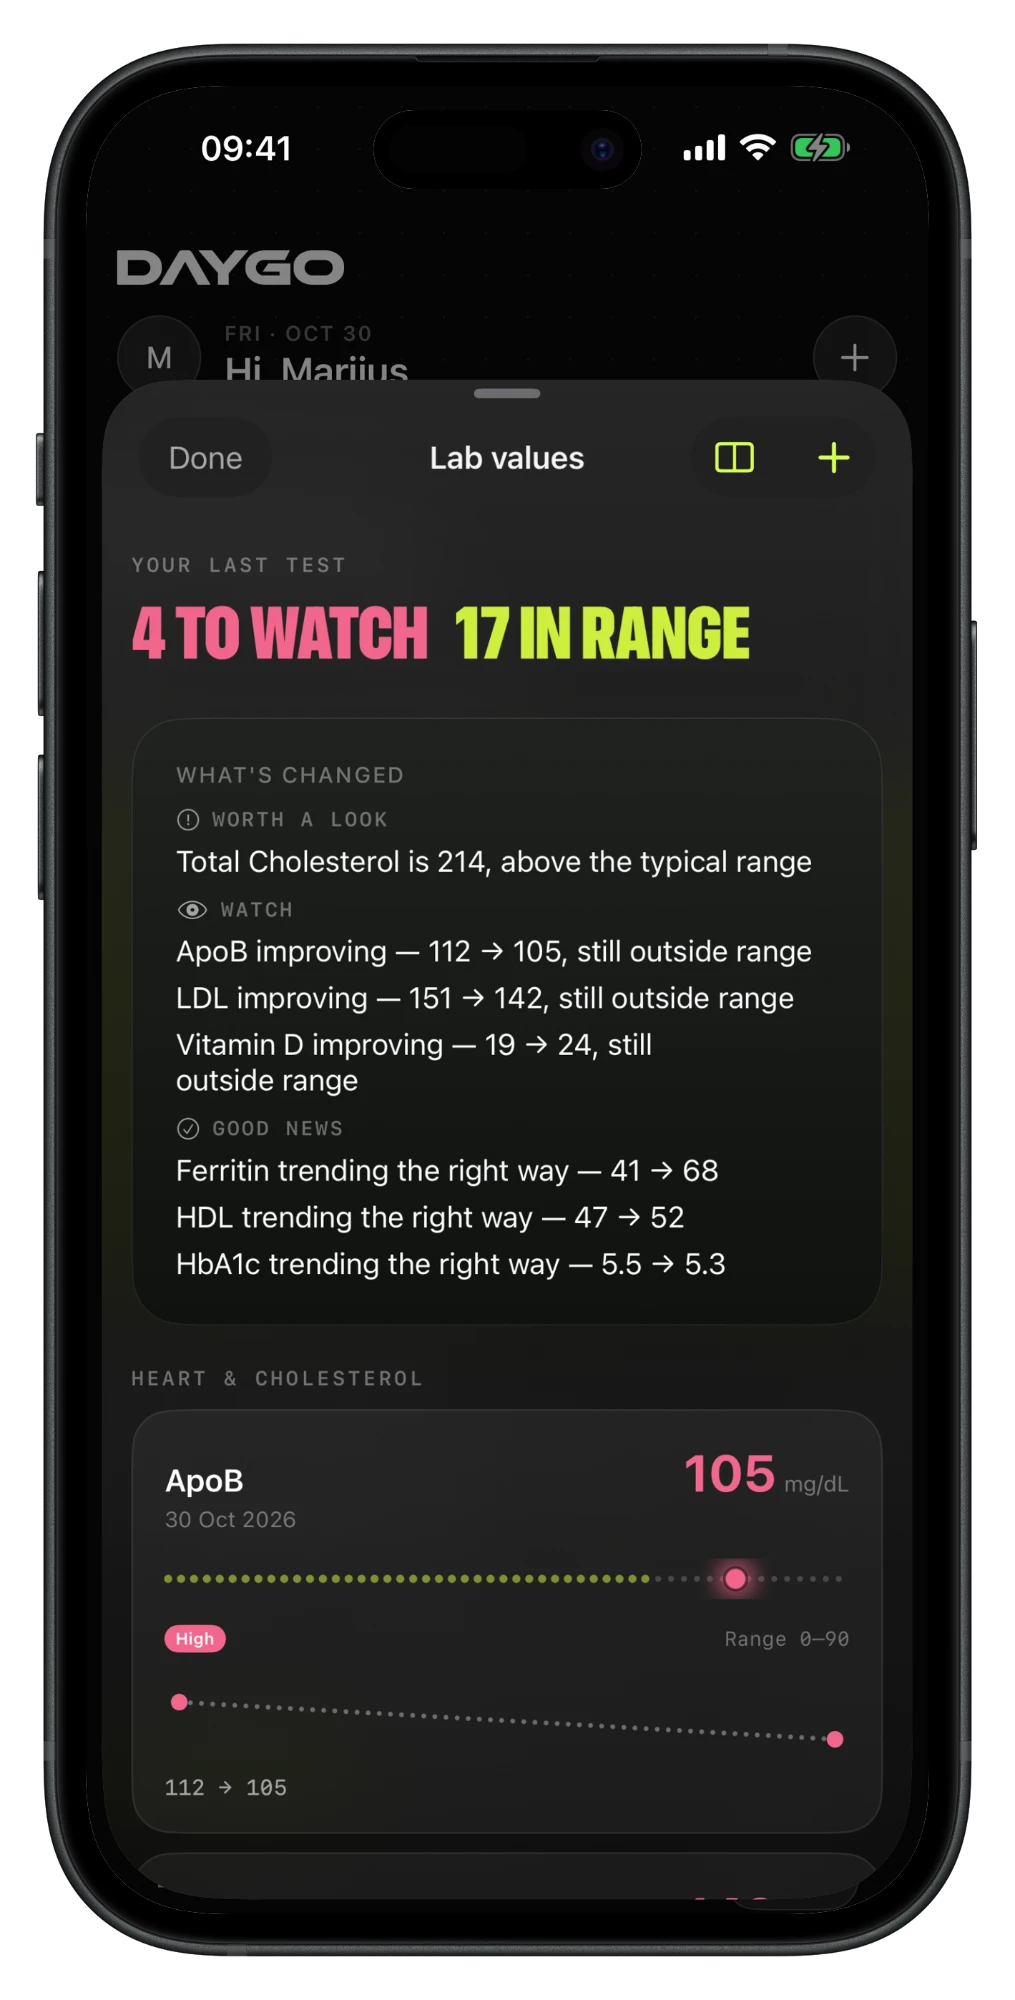 09:41
DAYGO
M
FRI · OCT 30
Hi, Marijus
Done
Lab values
YOUR LAST TEST
4 TO WATCH 17 IN RANGE
WHAT'S CHANGED
WORTH A LOOK
Total Cholesterol is 214, above the typical range
WATCH
ApoB improving — 112 → 105, still outside range
LDL improving — 151 → 142, still outside range
Vitamin D improving — 19 → 24, still
outside range
GOOD NEWS
Ferritin trending the right way — 41 → 68
HDL trending the right way — 47 → 52
HbA1c trending the right way — 5.5 → 5.3
HEART & CHOLESTEROL
ApoB
105 mg/dL
30 Oct 2026
High
Range 0–90
112 → 105